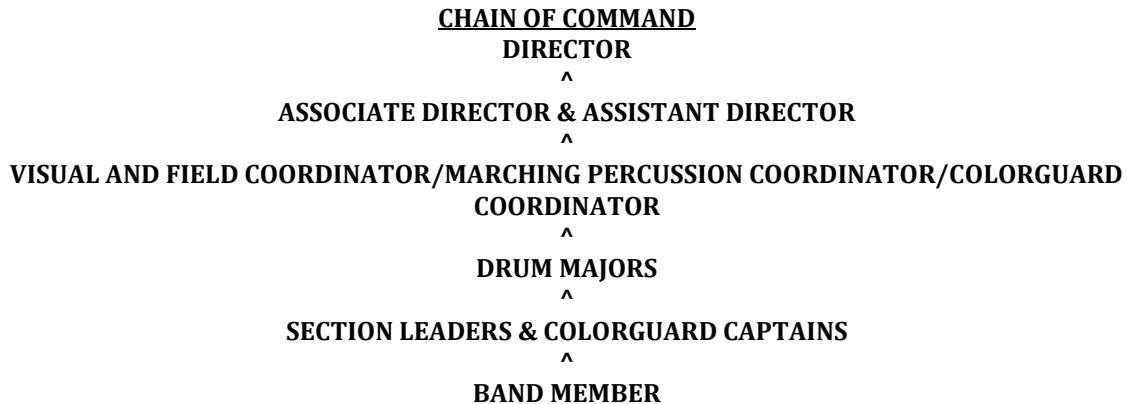 CHAIN OF COMMAND
DIRECTOR
^
ASSOCIATE DIRECTOR & ASSISTANT DIRECTOR
^
VISUAL AND FIELD COORDINATOR/MARCHING PERCUSSION COORDINATOR/COLORGUARD
COORDINATOR
^
DRUM MAJORS
^
SECTION LEADERS & COLORGUARD CAPTAINS
^
BAND MEMBER